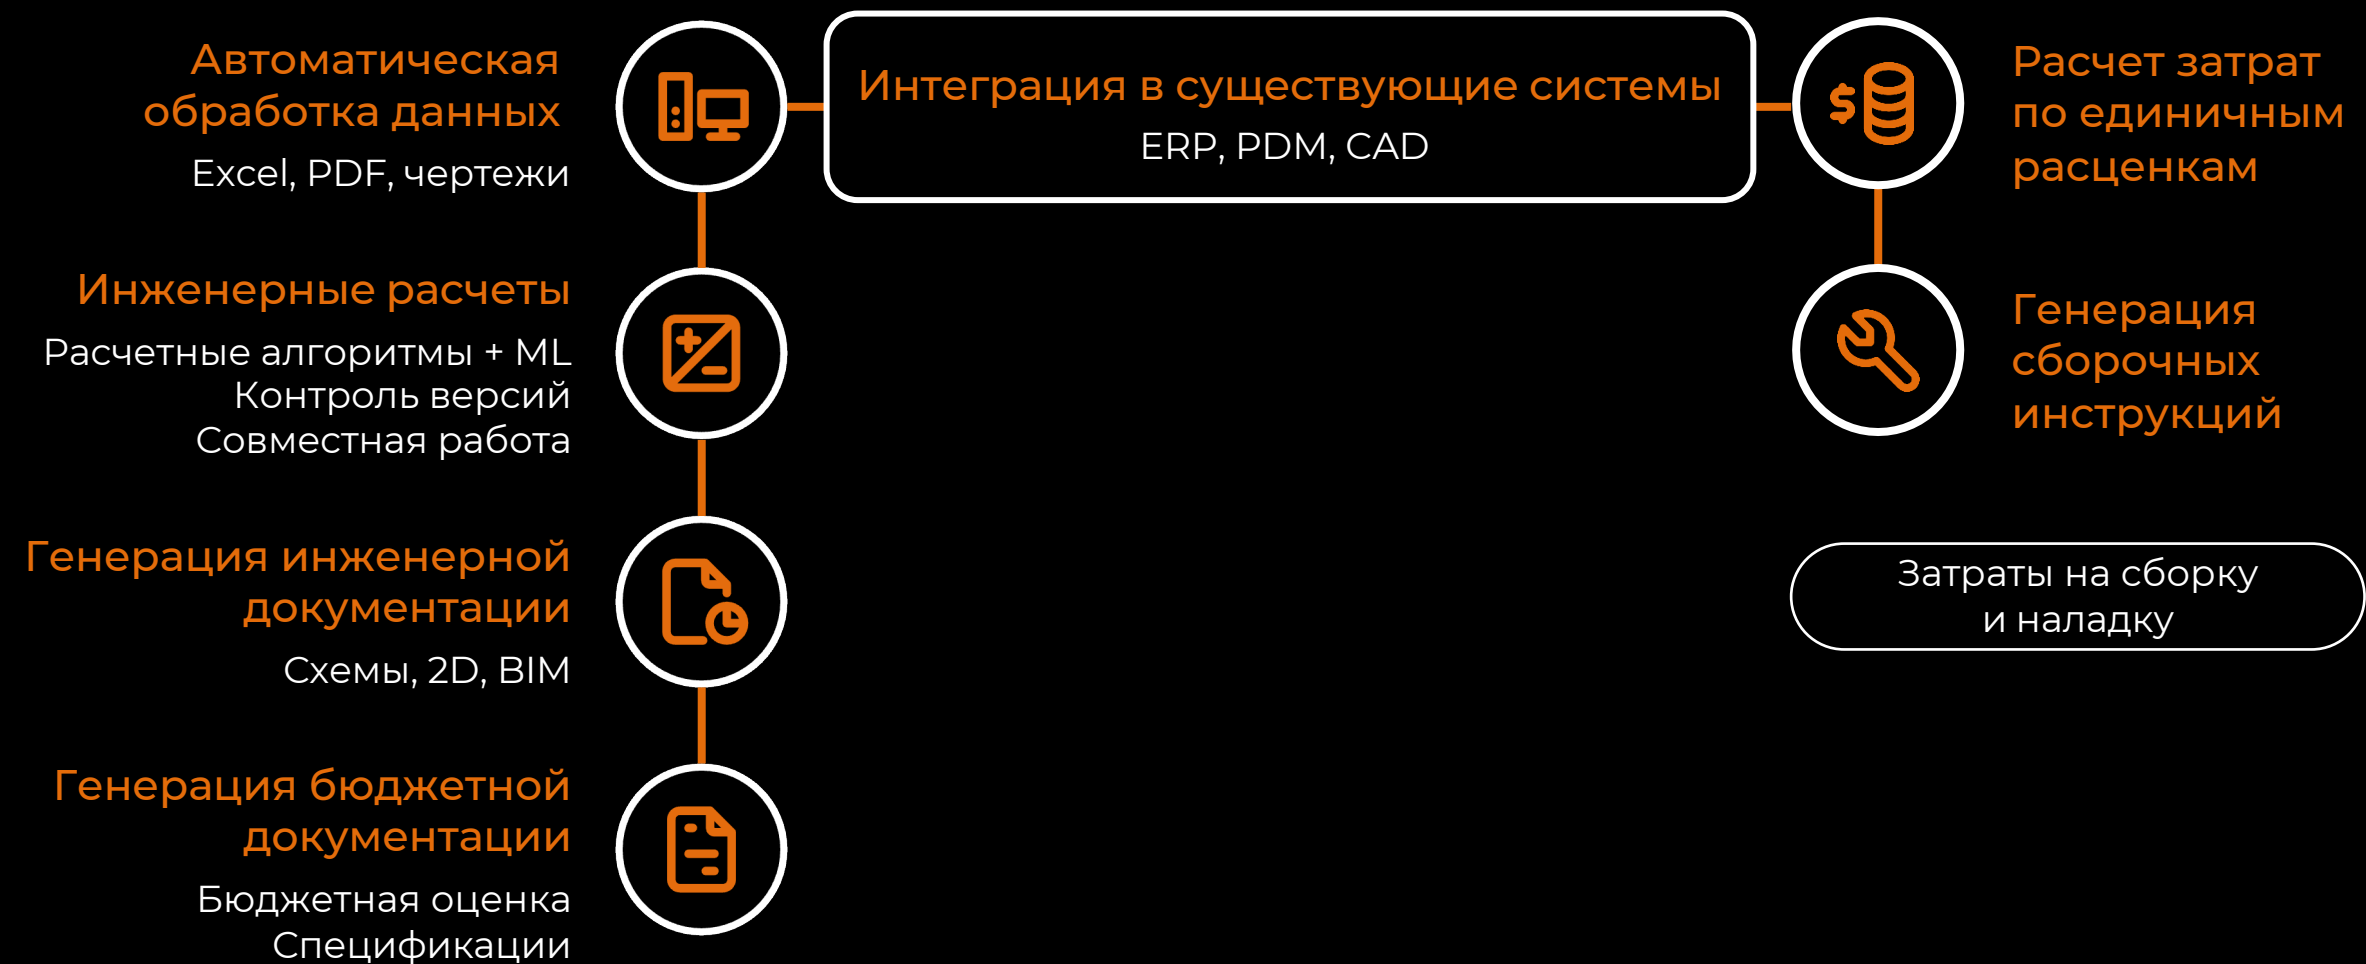 Автоматическая
обработка данных
Excel, PDF, чертежи
Инженерные расчеты
Расчетные алгоритмы + ML
Контроль версий
Совместная работа
Генерация инженерной
документации
Схемы, 2D, BIM
Генерация бюджетной
документации
Бюджетная оценка
Спецификации
Интеграция в существующие системы
ERP, PDM, CAD
Расчет затрат
по единичным
расценкам
Генерация
сборочных
инструкций
Затраты на сборку
и наладку